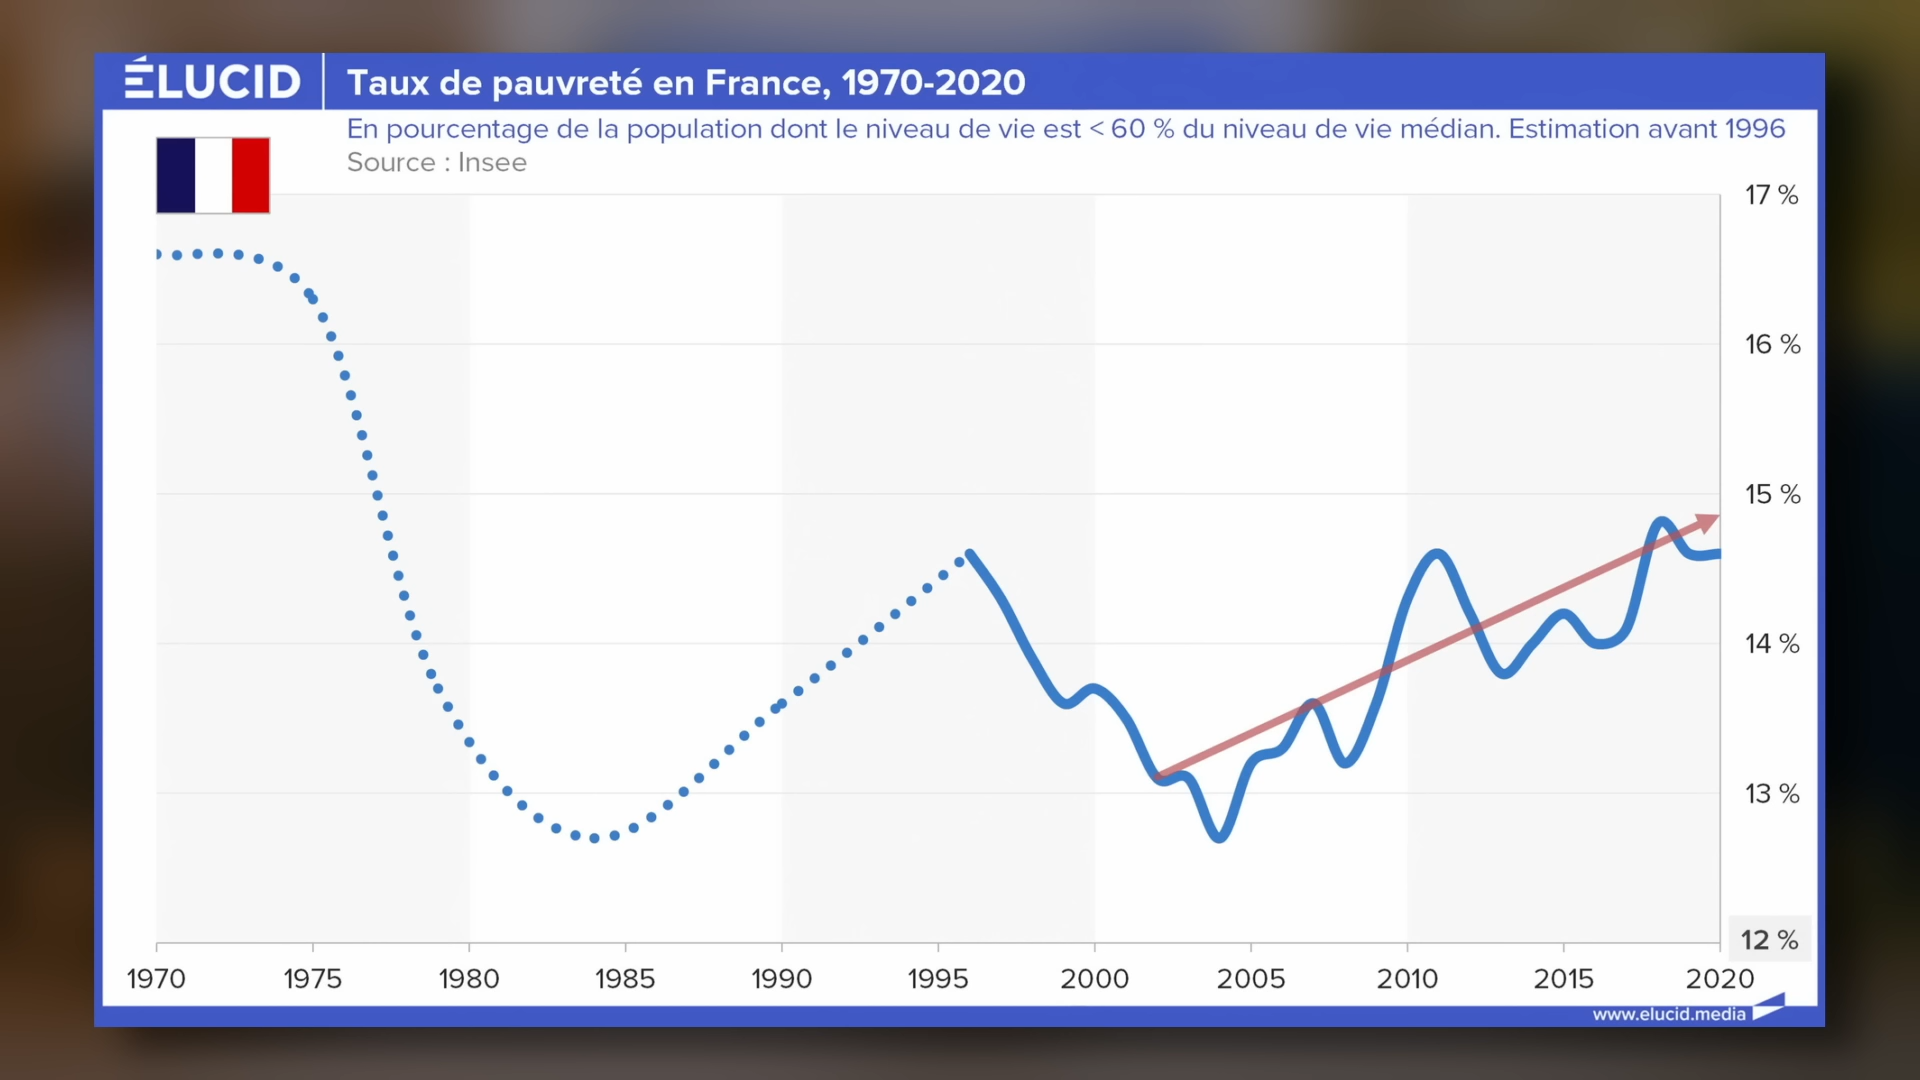 ÉLUCID
Taux de pauvreté en France, 1970-2020
En pourcentage de la population dont le niveau de vie est < 60 % du niveau de vie médian. Estimation avant 1996
Source : Insee
17 %
16 %
15 %
14 %
13 %
12 %
1970 1975 1980 1985 1990 1995 2000 2005 2010 2015 2020
www.elucid.media